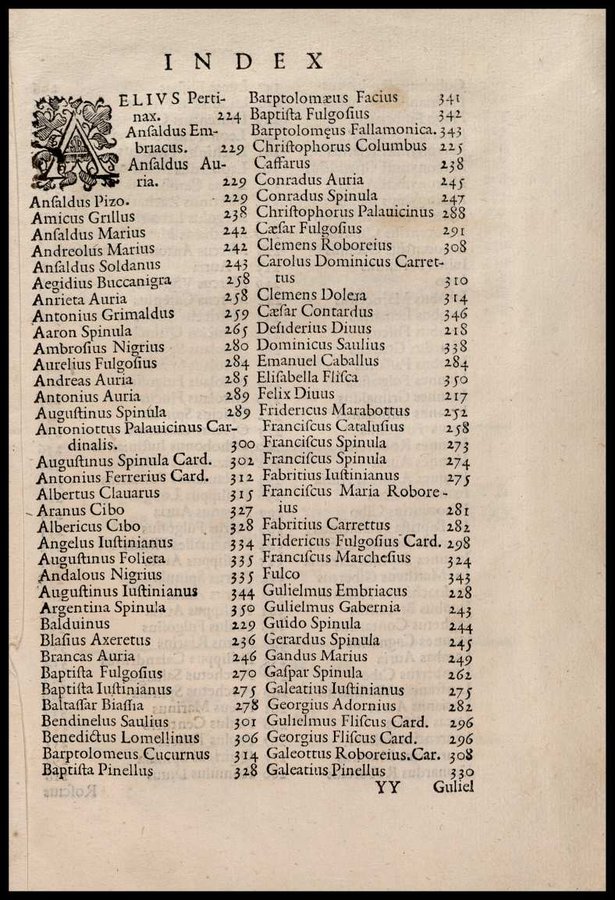 INDEX
AELIVS Perti-
nax. 224
Anſaldus Em-
briacus. 229
Anſaldus Au-
ria. 229
Anſaldus Pizo. 229
Amicus Grillus 238
Anſaldus Marius 242
Andreolus Marius 242
Anſaldus Soldanus 243
Aegidius Buccanigra 258
Anrieta Auria 258
Antonius Grimaldus 259
Aaron Spinula 265
Ambroſius Nigrius 280
Aurelius Fulgoſius 284
Andreas Auria 285
Antonius Auria 289
Auguſtinus Spinula 289
Antoniottus Palauicinus Car-
dinalis. 300
Auguſtinus Spinula Card. 302
Antonius Ferrerius Card. 312
Albertus Clauarus 315
Aranus Cibo 327
Albericus Cibo 328
Angelus Iuſtinianus 334
Auguſtinus Folieta 335
Andalous Nigrius 335
Auguſtinus Iuſtinianus 344
Argentina Spinula 350
Balduinus 229
Blaſius Axeretus 236
Brancas Auria 246
Baptiſta Fulgoſius 270
Baptiſta Iuſtinianus 275
Baltaſſar Biaſſia 278
Bendinelus Saulius 301
Benedictus Lomellinus 306
Barptolomeus Cucurnus 314
Baptiſta Pinellus 328
Barptolomæus Facius 341
Baptiſta Fulgoſius 342
Barptolomęus Fallamonica. 343
Chriſtophorus Columbus 225
Caffarus 238
Conradus Auria 245
Conradus Spinula 247
Chriſtophorus Palauicinus 288
Cæſar Fulgoſius 291
Clemens Roboreius 308
Carolus Dominicus Carret-
tus 310
Clemens Dolera 314
Cæſar Contardus 346
Deſiderius Diuus 218
Dominicus Saulius 338
Emanuel Caballus 284
Eliſabella Fliſca 350
Felix Diuus 217
Fridericus Marabottus 252
Franciſcus Cataluſius 258
Franciſcus Spinula 273
Franciſcus Spinula 274
Fabritius Iuſtinianus 275
Franciſcus Maria Robore-
ius 281
Fabritius Carrettus 282
Fridericus Fulgoſius Card. 298
Franciſcus Marcheſius 324
Fulco 343
Gulielmus Embriacus 228
Gulielmus Gabernia 243
Guido Spinula 244
Gerardus Spinula 245
Gandus Marius 249
Gaſpar Spinula 262
Galeatius Iuſtinianus 275
Georgius Adornius 282
Gulielmus Fliſcus Card. 296
Georgius Fliſcus Card. 296
Galeottus Roboreius.Car. 308
Galeatius Pinellus 330
YY Guliel